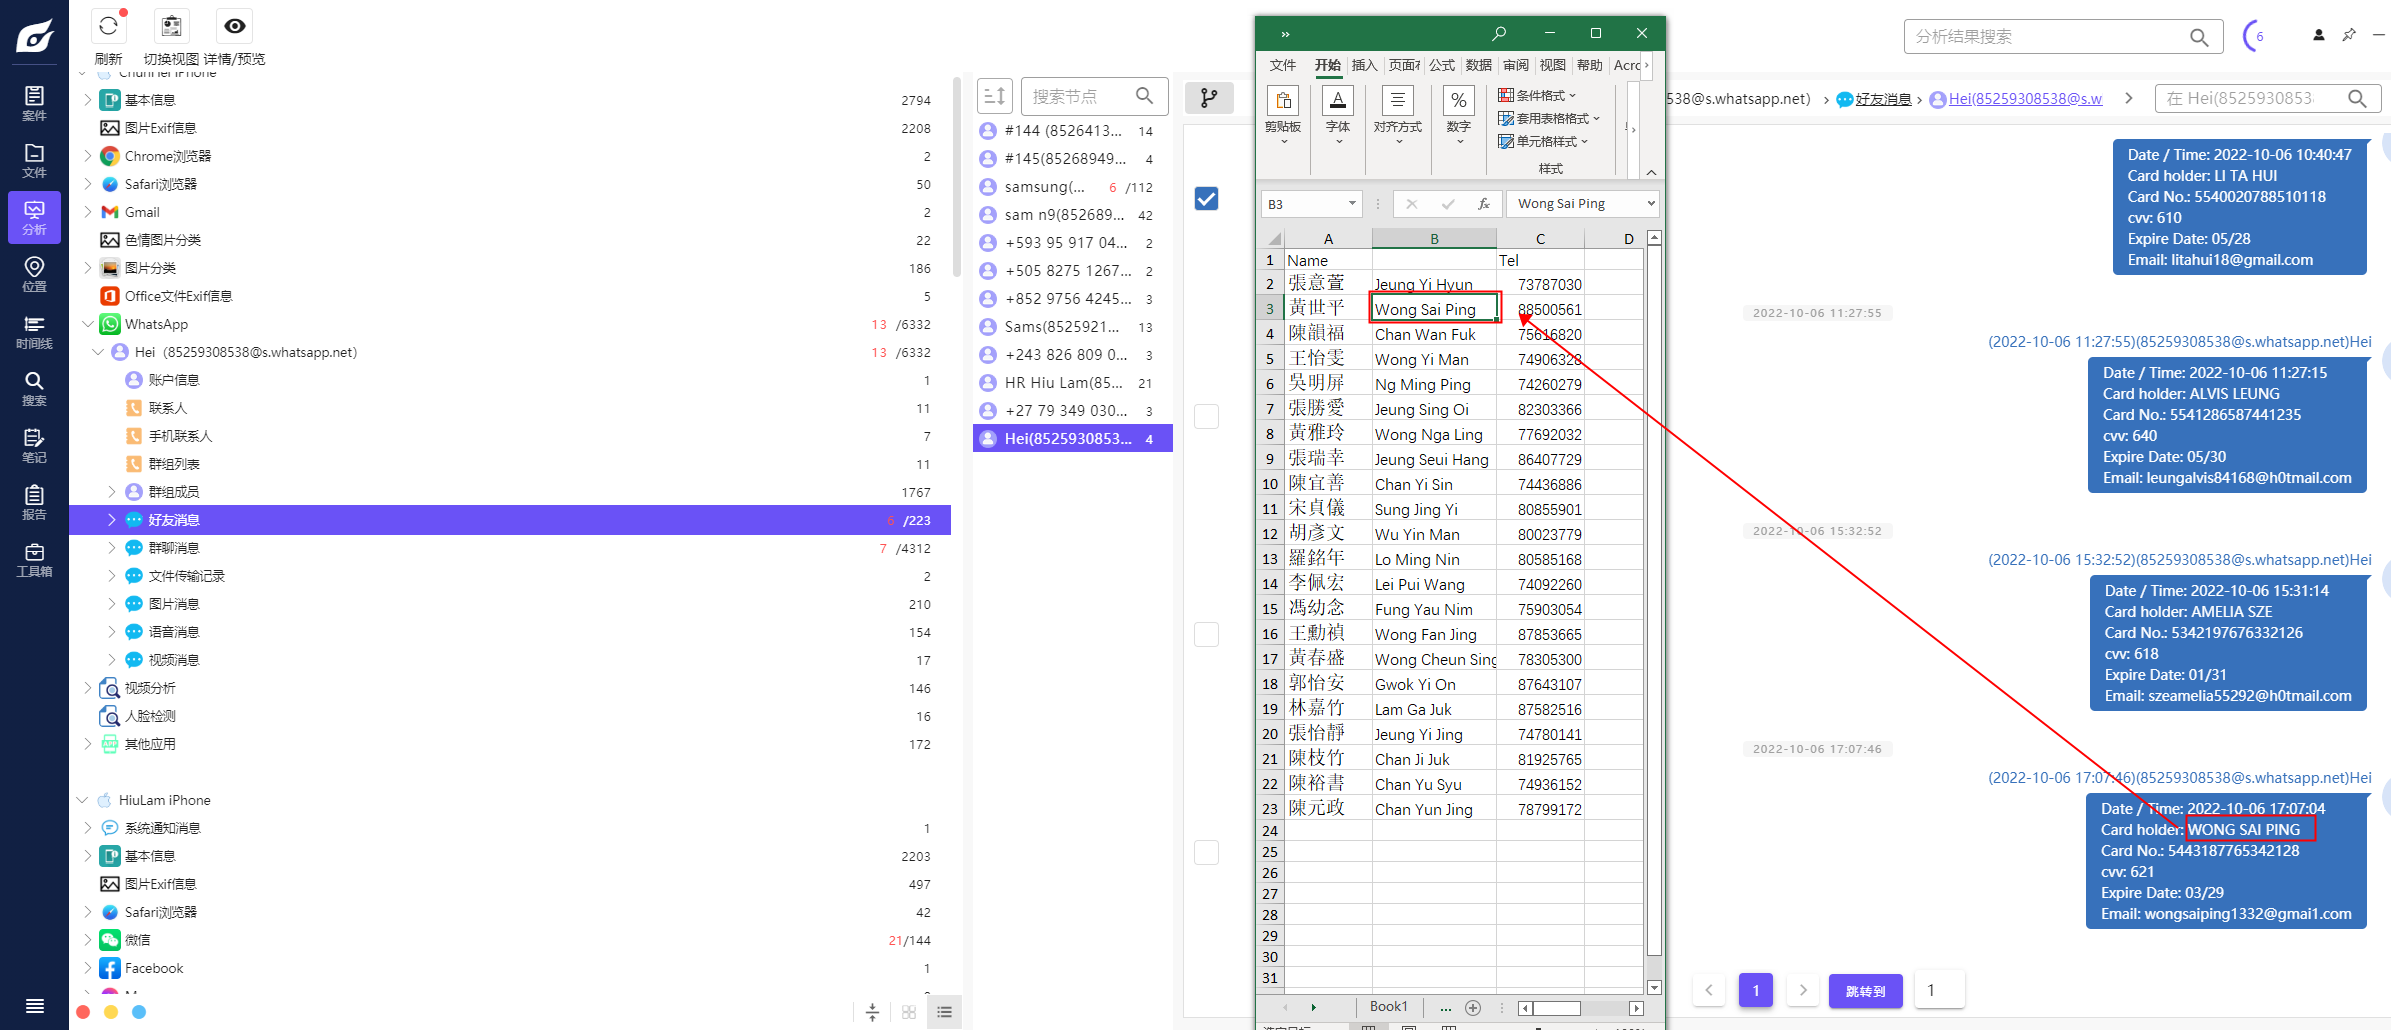 刷新
切换视图
详情/预览
分析结果搜索
6
案件
文件
分析
位置
时间线
搜索
笔记
报告
工具箱
ChunHei iPhone
基本信息 2794
图片Exif信息 2208
Chrome浏览器 2
Safari浏览器 50
Gmail 2
色情图片分类 22
图片分类 186
Office文件Exif信息 5
WhatsApp 13 /6332
Hei（85259308538@s.whatsapp.net） 13 /6332
账户信息 1
联系人 11
手机联系人 7
群组列表 11
群组成员 1767
好友消息 6 /223
群聊消息 7 /4312
文件传输记录 2
图片消息 210
语音消息 154
视频消息 17
视频分析 146
人脸检测 16
其他应用 172
HiuLam iPhone
系统通知消息 1
基本信息 2203
图片Exif信息 497
Safari浏览器 42
微信 21/144
Facebook 1
搜索节点
#144 (8526413... 14
#145(85268949... 4
samsung(... 6 /112
sam n9(852689... 42
+593 95 917 04... 2
+505 8275 1267... 2
+852 9756 4245... 3
Sams(8525921... 13
+243 826 809 0... 3
HR Hiu Lam(85... 21
+27 79 349 030... 3
Hei(8525930853... 4
文件 开始 插入 页面布 公式 数据 审阅 视图 帮助 Acrc
剪贴板
字体
对齐方式
%
数字
条件格式
套用表格格式
单元格样式
样式
B3 fx Wong Sai Ping
A B C D
1 Name Tel
2 張意萱 Jeung Yi Hyun 73787030
3 黃世平 Wong Sai Ping 88500561
4 陳韻福 Chan Wan Fuk 75616820
5 王怡雯 Wong Yi Man 74906328
6 吳明屏 Ng Ming Ping 74260279
7 張勝愛 Jeung Sing Oi 82303366
8 黃雅玲 Wong Nga Ling 77692032
9 張瑞幸 Jeung Seui Hang 86407729
10 陳宜善 Chan Yi Sin 74436886
11 宋貞儀 Sung Jing Yi 80855901
12 胡彥文 Wu Yin Man 80023779
13 羅銘年 Lo Ming Nin 80585168
14 李佩宏 Lei Pui Wang 74092260
15 馮幼念 Fung Yau Nim 75903054
16 王勳禎 Wong Fan Jing 87853665
17 黃春盛 Wong Cheun Sing 78305300
18 郭怡安 Gwok Yi On 87643107
19 林嘉竹 Lam Ga Juk 87582516
20 張怡靜 Jeung Yi Jing 74780141
21 陳枝竹 Chan Ji Juk 81925765
22 陳裕書 Chan Yu Syu 74936152
23 陳元政 Chan Yun Jing 78799172
24
25
26
27
28
29
30
31
Book1 ...
538@s.whatsapp.net） › 好友消息 › Hei(85259308538@s.w
在 Hei(8525930853
Date / Time: 2022-10-06 10:40:47
Card holder: LI TA HUI
Card No.: 5540020788510118
cvv: 610
Expire Date: 05/28
Email: litahui18@gmail.com
2022-10-06 11:27:55
(2022-10-06 11:27:55)(85259308538@s.whatsapp.net)Hei
Date / Time: 2022-10-06 11:27:15
Card holder: ALVIS LEUNG
Card No.: 5541286587441235
cvv: 640
Expire Date: 05/30
Email: leungalvis84168@h0tmail.com
2022-10-06 15:32:52
(2022-10-06 15:32:52)(85259308538@s.whatsapp.net)Hei
Date / Time: 2022-10-06 15:31:14
Card holder: AMELIA SZE
Card No.: 5342197676332126
cvv: 618
Expire Date: 01/31
Email: szeamelia55292@h0tmail.com
2022-10-06 17:07:46
(2022-10-06 17:07:46)(85259308538@s.whatsapp.net)Hei
Date / Time: 2022-10-06 17:07:04
Card holder: WONG SAI PING
Card No.: 5443187765342128
cvv: 621
Expire Date: 03/29
Email: wongsaiping1332@gmai1.com
1 跳转到 1